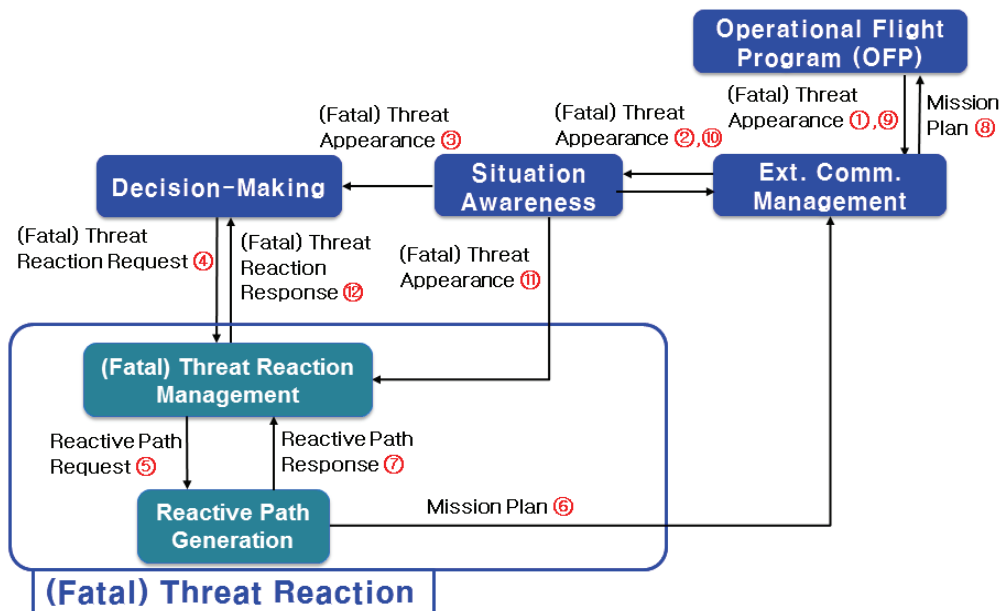 Operational Flight
Program (OFP)
(Fatal) Threat
Appearance ①,⑨
Mission
Plan ⑧
(Fatal) Threat
Appearance ③
(Fatal) Threat
Appearance ②,⑩
Decision-Making
Situation
Awareness
Ext. Comm.
Management
(Fatal) Threat
Reaction Request ④
(Fatal) Threat
Reaction
Response ⑫
(Fatal) Threat
Appearance ⑪
(Fatal) Threat Reaction
Management
Reactive Path
Request ⑤
Reactive Path
Response ⑦
Reactive Path
Generation
Mission Plan ⑥
(Fatal) Threat Reaction